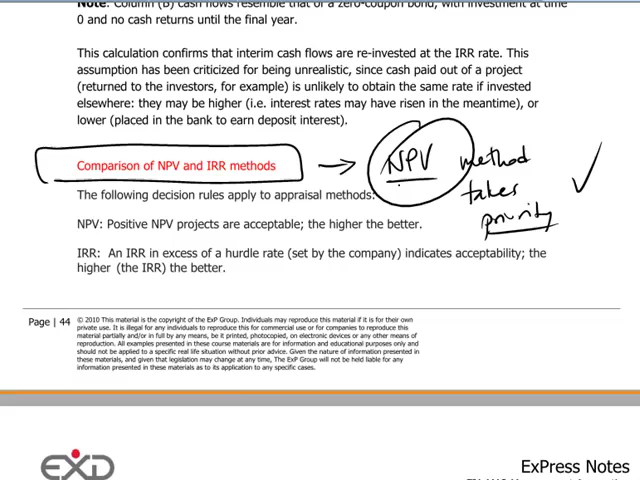 Note: Column (B) cash flows resemble that of a zero-coupon bond, with investment at time
0 and no cash returns until the final year.
This calculation confirms that interim cash flows are re-invested at the IRR rate. This
assumption has been criticized for being unrealistic, since cash paid out of a project
(returned to the investors, for example) is unlikely to obtain the same rate if invested
elsewhere: they may be higher (i.e. interest rates may have risen in the meantime), or
lower (placed in the bank to earn deposit interest).
Comparison of NPV and IRR methods
NPV method
takes
priority
The following decision rules apply to appraisal methods:
NPV: Positive NPV projects are acceptable; the higher the better.
IRR: An IRR in excess of a hurdle rate (set by the company) indicates acceptability; the
higher (the IRR) the better.
Page | 44
© 2010 This material is the copyright of the ExP Group. Individuals may reproduce this material if it is for their own
private use. It is illegal for any individuals to reproduce this for commercial use or for companies to reproduce this
material partially and/or in full by any means, be it printed, photocopied, on electronic devices or any other means of
reproduction. All examples presented in these course materials are for information and educational purposes only and
should not be applied to a specific real life situation without prior advice. Given the nature of information presented in
these materials, and given that legislation may change at any time, The ExP Group will not be held liable for any
information presented in these materials as to its application to any specific cases.
EXP
ExPress Notes